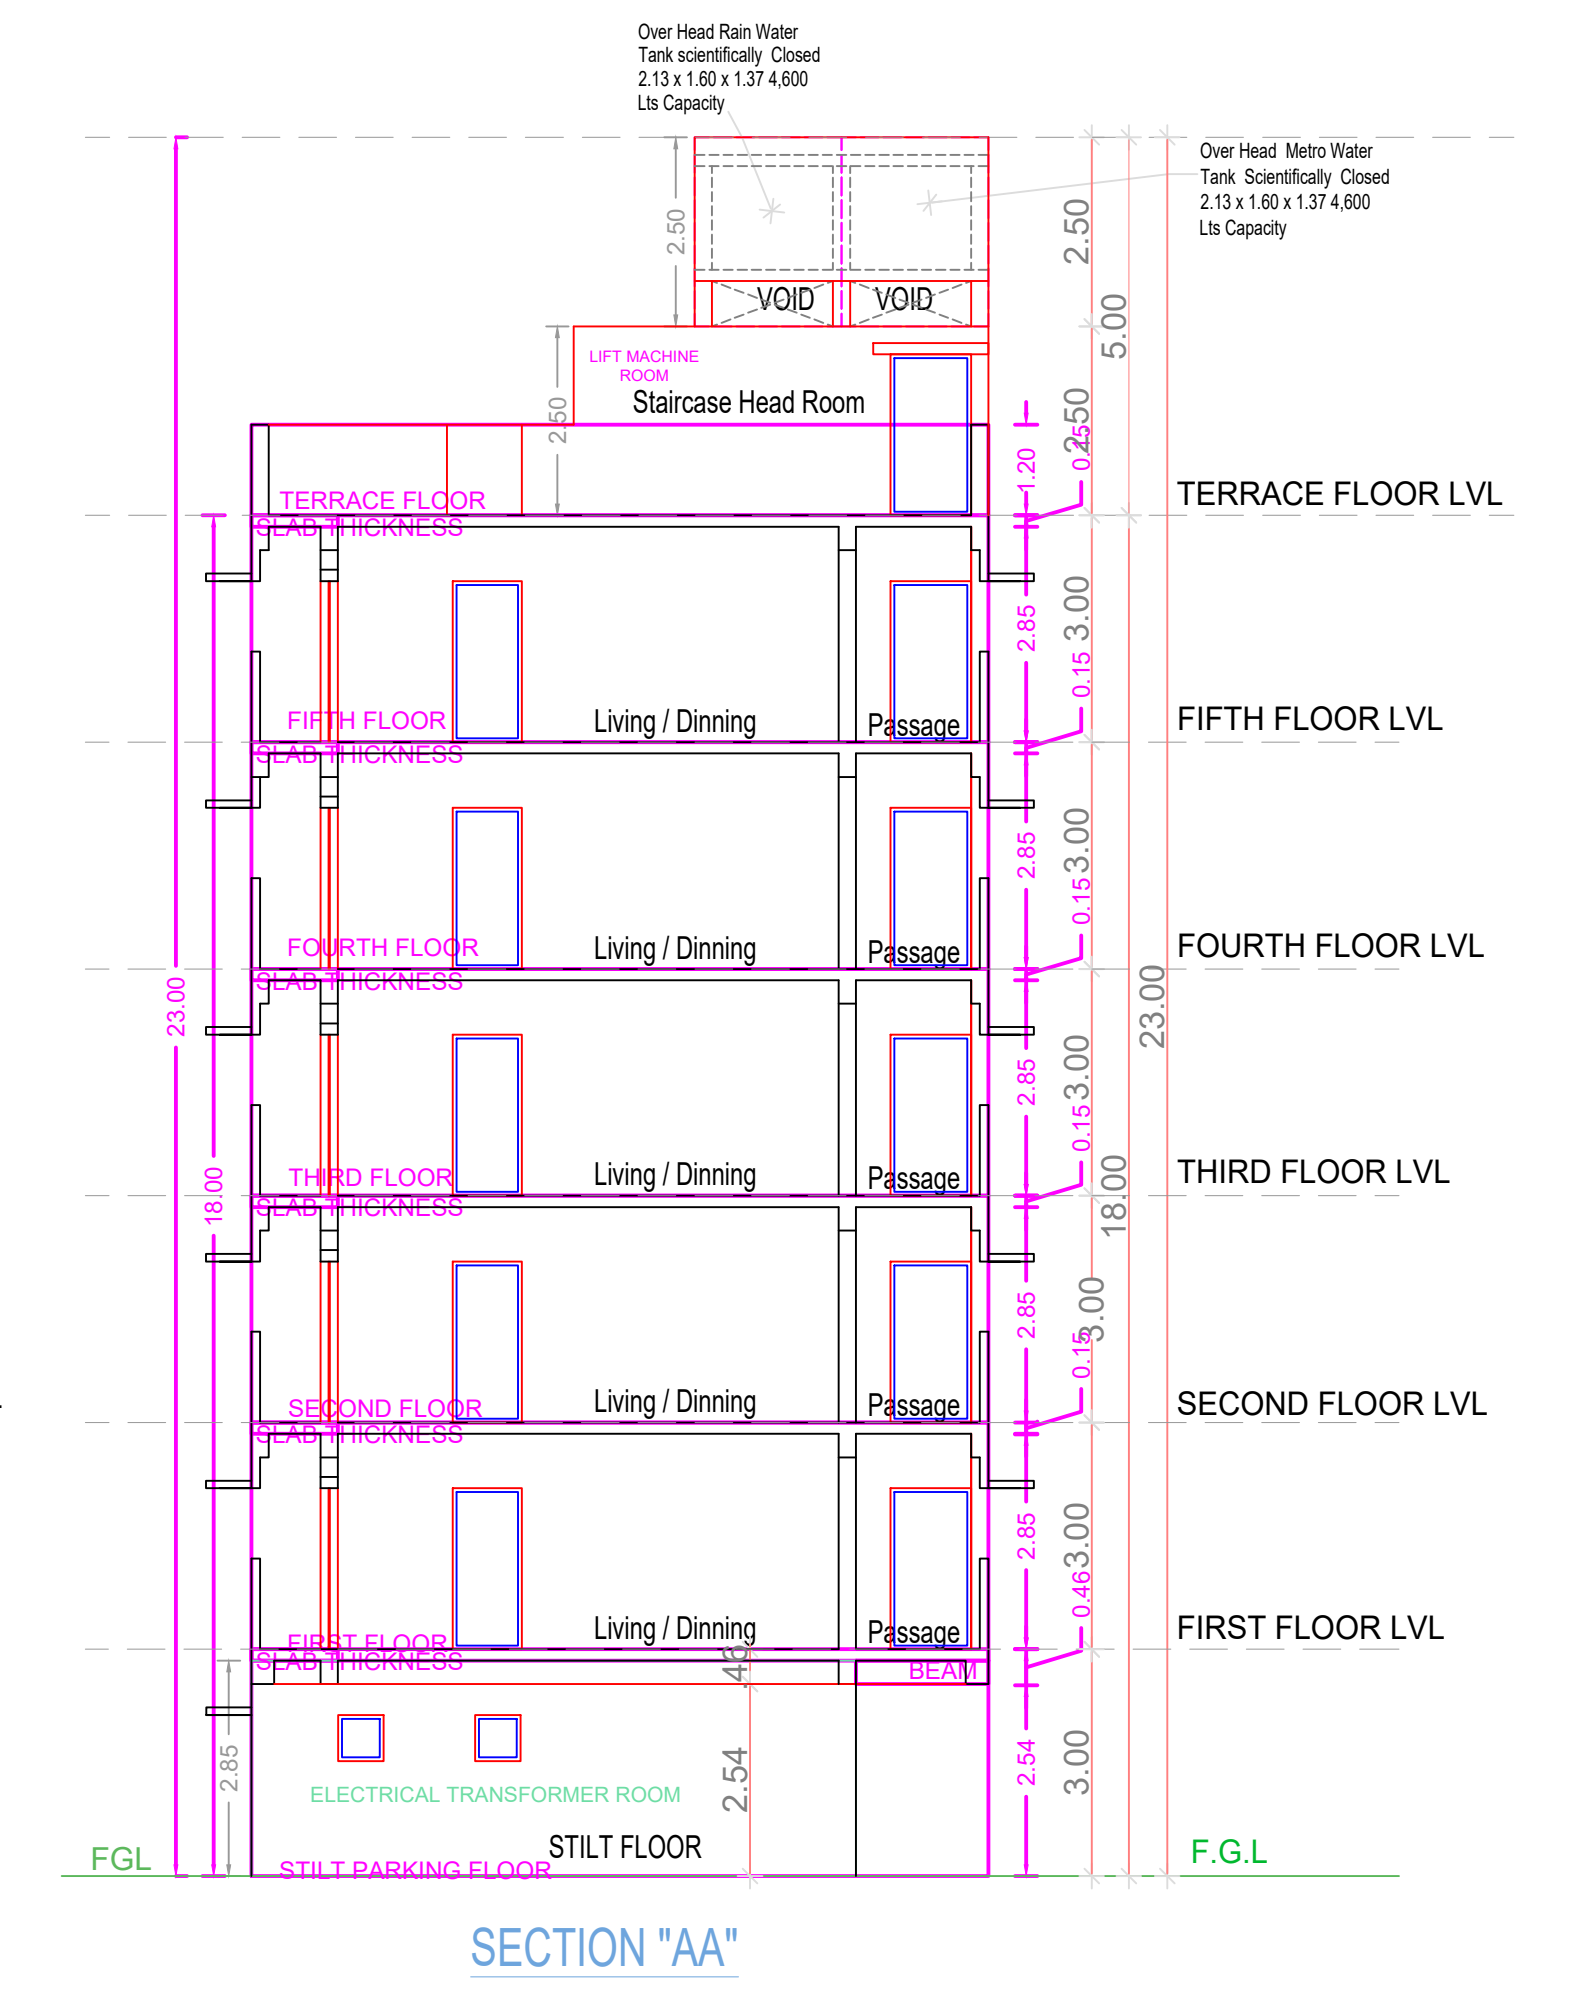 Over Head Rain Water
Tank scientifically Closed
2.13 x 1.60 x 1.37 4,600
Lts Capacity
Over Head Metro Water
Tank Scientifically Closed
2.13 x 1.60 x 1.37 4,600
Lts Capacity
2.50
2.50
5.00
VOID
VOID
LIFT MACHINE
ROOM
Staircase Head Room
2.50
2.50
1.20
0.15
TERRACE FLOOR
TERRACE FLOOR LVL
SLAB THICKNESS
2.85
3.00
0.15
FIFTH FLOOR
Living / Dinning
Passage
FIFTH FLOOR LVL
SLAB THICKNESS
2.85
3.00
0.15
FOURTH FLOOR
Living / Dinning
Passage
FOURTH FLOOR LVL
SLAB THICKNESS
23.00
23.00
2.85
3.00
0.15
THIRD FLOOR
Living / Dinning
Passage
THIRD FLOOR LVL
SLAB THICKNESS
18.00
18.00
2.85
3.00
0.15
SECOND FLOOR
Living / Dinning
Passage
SECOND FLOOR LVL
SLAB THICKNESS
2.85
3.00
0.46
FIRST FLOOR
Living / Dinning
Passage
FIRST FLOOR LVL
SLAB THICKNESS
.46
BEAM
2.85
2.54
2.54
3.00
ELECTRICAL TRANSFORMER ROOM
STILT FLOOR
FGL
F.G.L
STILT PARKING FLOOR
SECTION "AA"